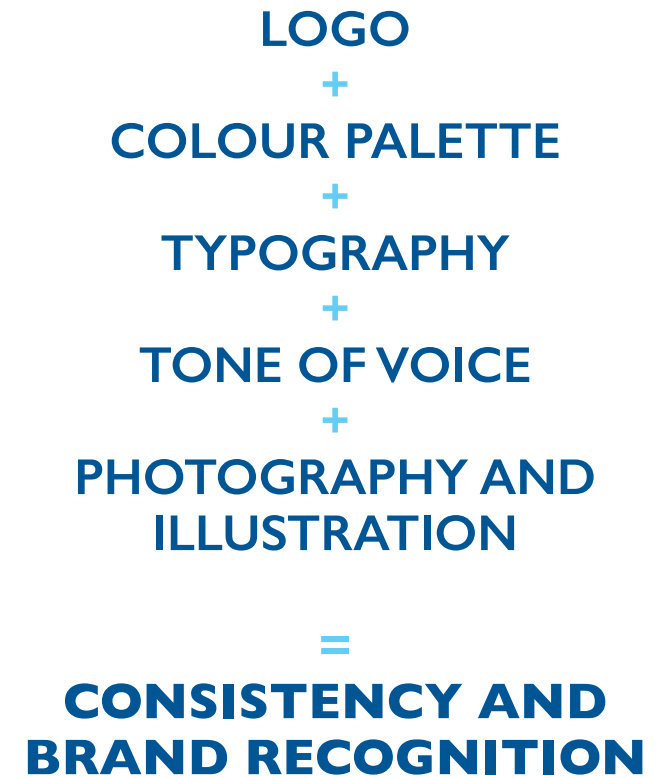 LOGO
+
COLOUR PALETTE
+
TYPOGRAPHY
+
TONE OF VOICE
+
PHOTOGRAPHY AND
ILLUSTRATION
=
CONSISTENCY AND
BRAND RECOGNITION